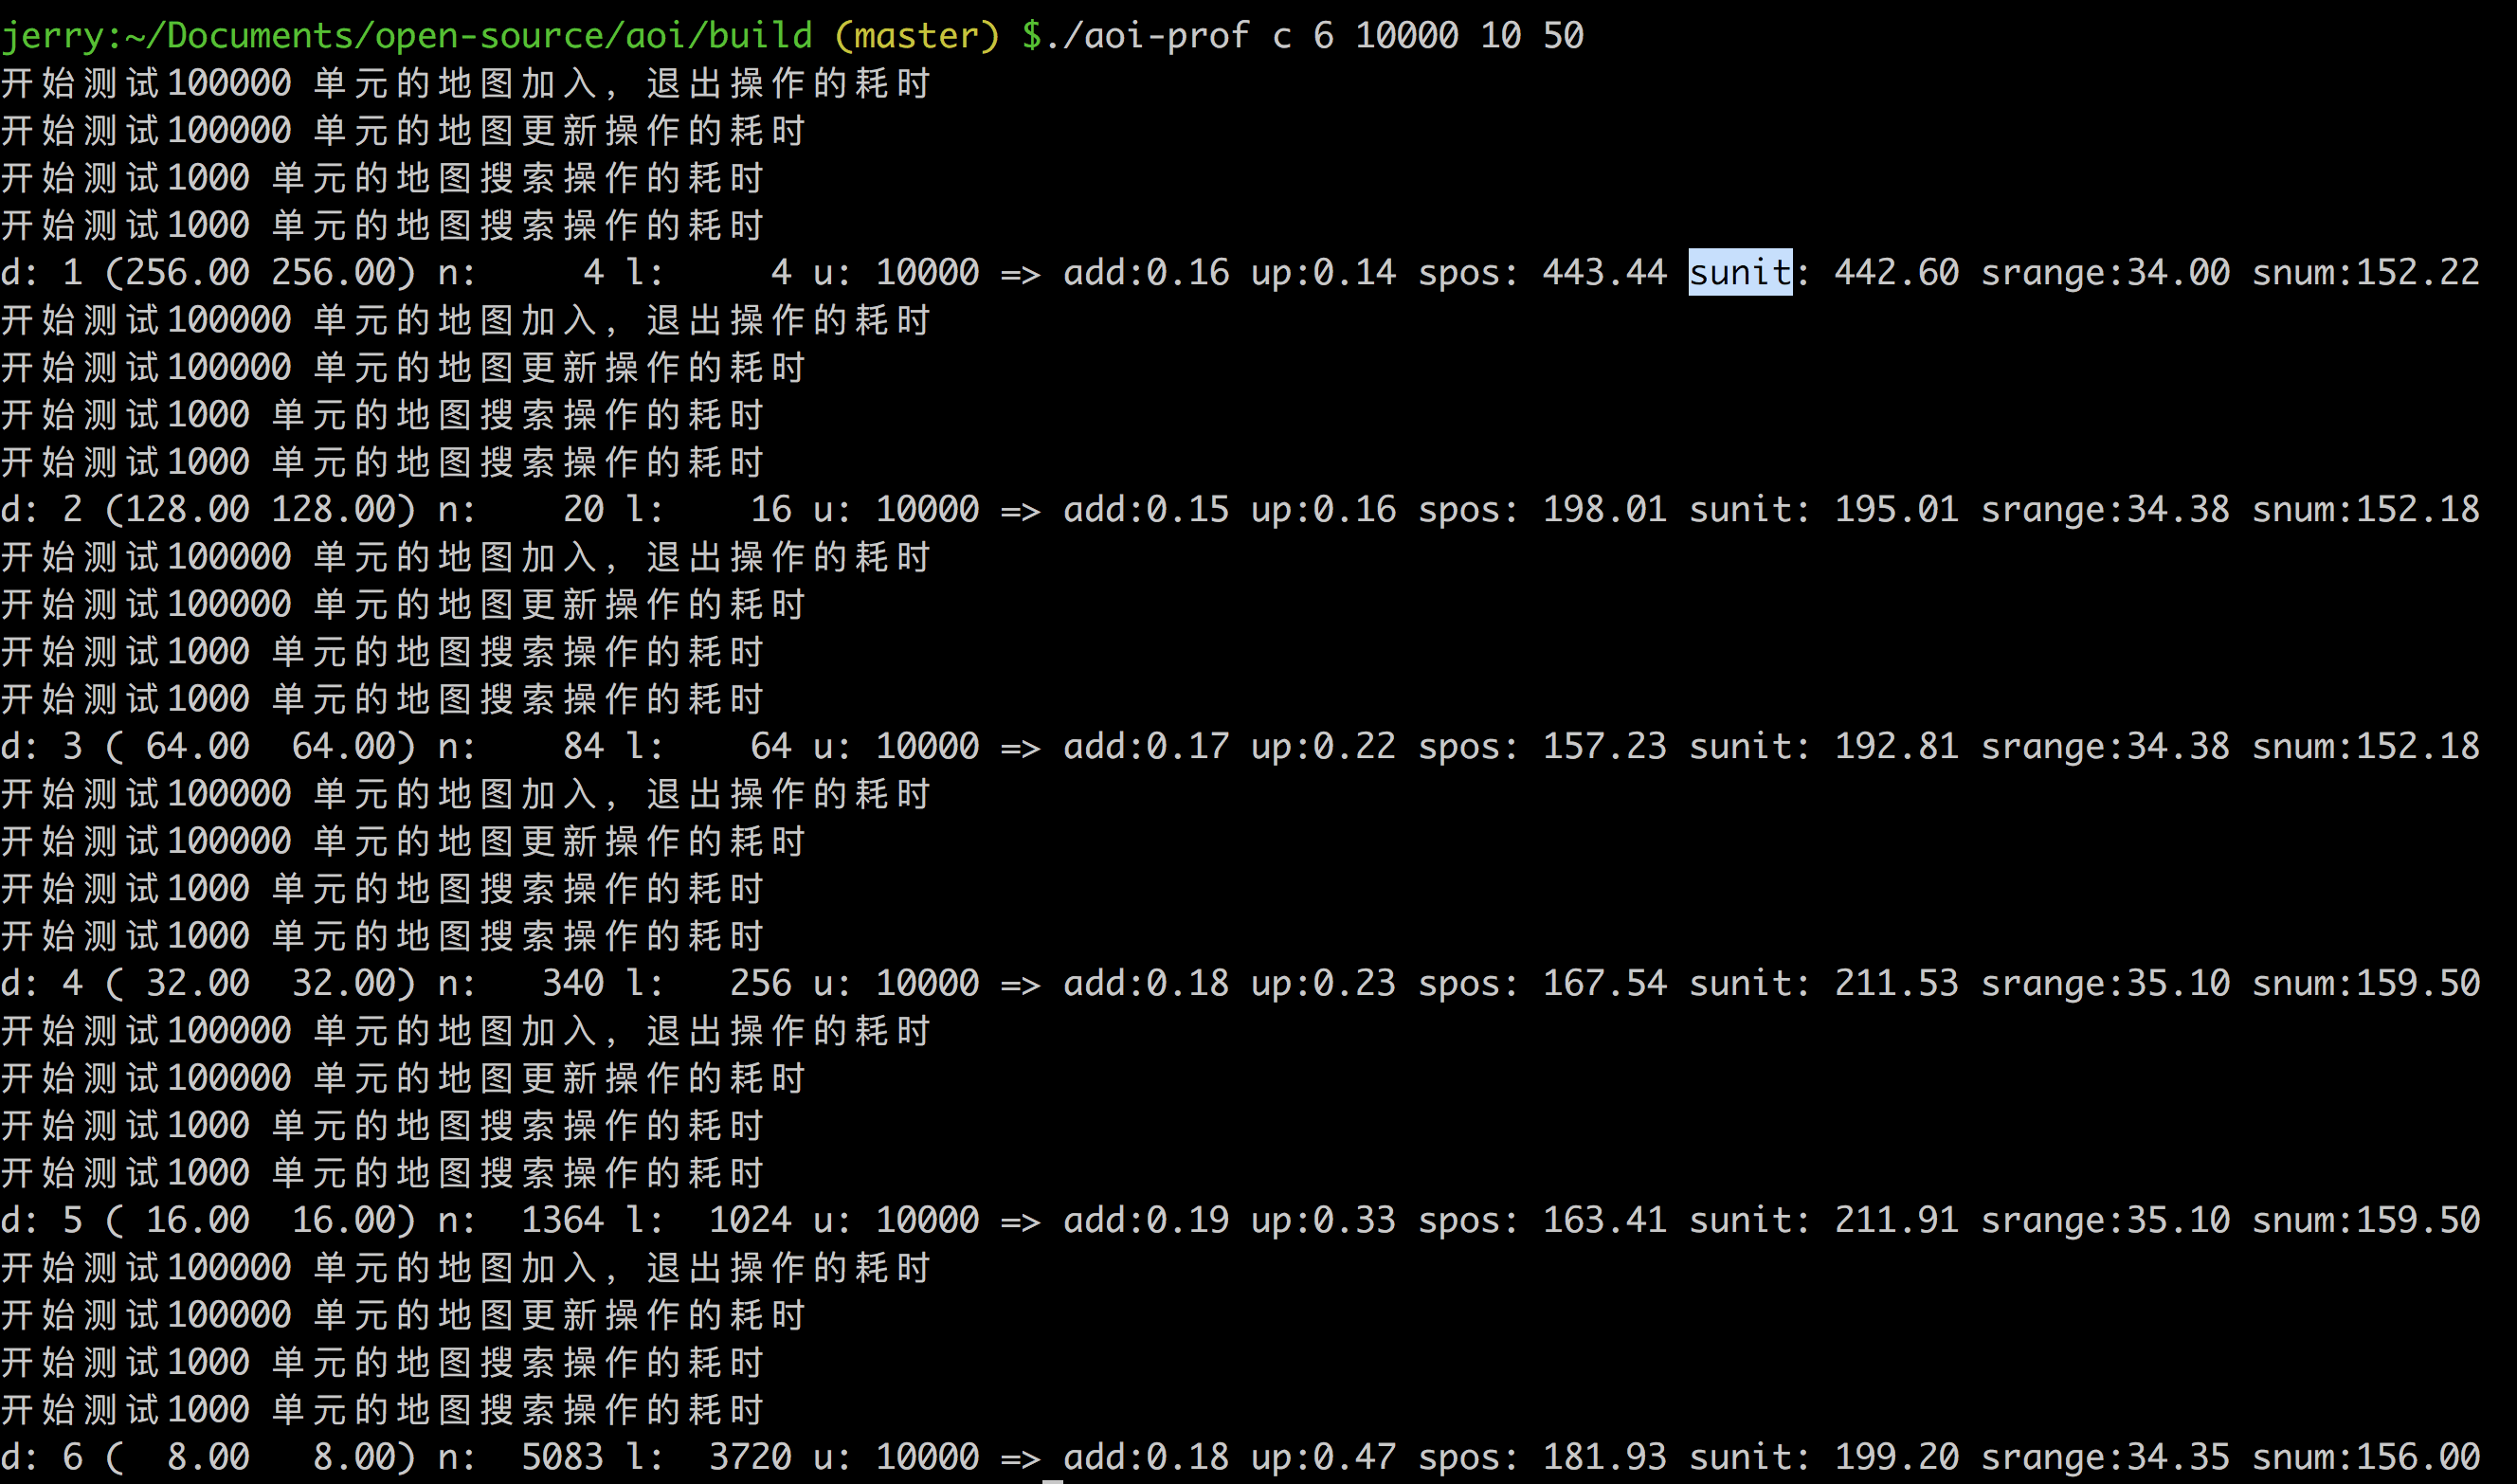 jerry:~/Documents/open-source/aoi/build (master) $./aoi-prof c 6 10000 10 50
开始测试100000 单元的地图加入, 退出操作的耗时
开始测试100000 单元的地图更新操作的耗时
开始测试1000 单元的地图搜索操作的耗时
开始测试1000 单元的地图搜索操作的耗时
d: 1 (256.00 256.00) n:     4 l:     4 u: 10000 => add:0.16 up:0.14 spos: 443.44 sunit: 442.60 srange:34.00 snum:152.22
开始测试100000 单元的地图加入, 退出操作的耗时
开始测试100000 单元的地图更新操作的耗时
开始测试1000 单元的地图搜索操作的耗时
开始测试1000 单元的地图搜索操作的耗时
d: 2 (128.00 128.00) n:    20 l:    16 u: 10000 => add:0.15 up:0.16 spos: 198.01 sunit: 195.01 srange:34.38 snum:152.18
开始测试100000 单元的地图加入, 退出操作的耗时
开始测试100000 单元的地图更新操作的耗时
开始测试1000 单元的地图搜索操作的耗时
开始测试1000 单元的地图搜索操作的耗时
d: 3 ( 64.00  64.00) n:    84 l:    64 u: 10000 => add:0.17 up:0.22 spos: 157.23 sunit: 192.81 srange:34.38 snum:152.18
开始测试100000 单元的地图加入, 退出操作的耗时
开始测试100000 单元的地图更新操作的耗时
开始测试1000 单元的地图搜索操作的耗时
开始测试1000 单元的地图搜索操作的耗时
d: 4 ( 32.00  32.00) n:   340 l:   256 u: 10000 => add:0.18 up:0.23 spos: 167.54 sunit: 211.53 srange:35.10 snum:159.50
开始测试100000 单元的地图加入, 退出操作的耗时
开始测试100000 单元的地图更新操作的耗时
开始测试1000 单元的地图搜索操作的耗时
开始测试1000 单元的地图搜索操作的耗时
d: 5 ( 16.00  16.00) n:  1364 l:  1024 u: 10000 => add:0.19 up:0.33 spos: 163.41 sunit: 211.91 srange:35.10 snum:159.50
开始测试100000 单元的地图加入, 退出操作的耗时
开始测试100000 单元的地图更新操作的耗时
开始测试1000 单元的地图搜索操作的耗时
开始测试1000 单元的地图搜索操作的耗时
d: 6 (  8.00   8.00) n:  5083 l:  3720 u: 10000 => add:0.18 up:0.47 spos: 181.93 sunit: 199.20 srange:34.35 snum:156.00